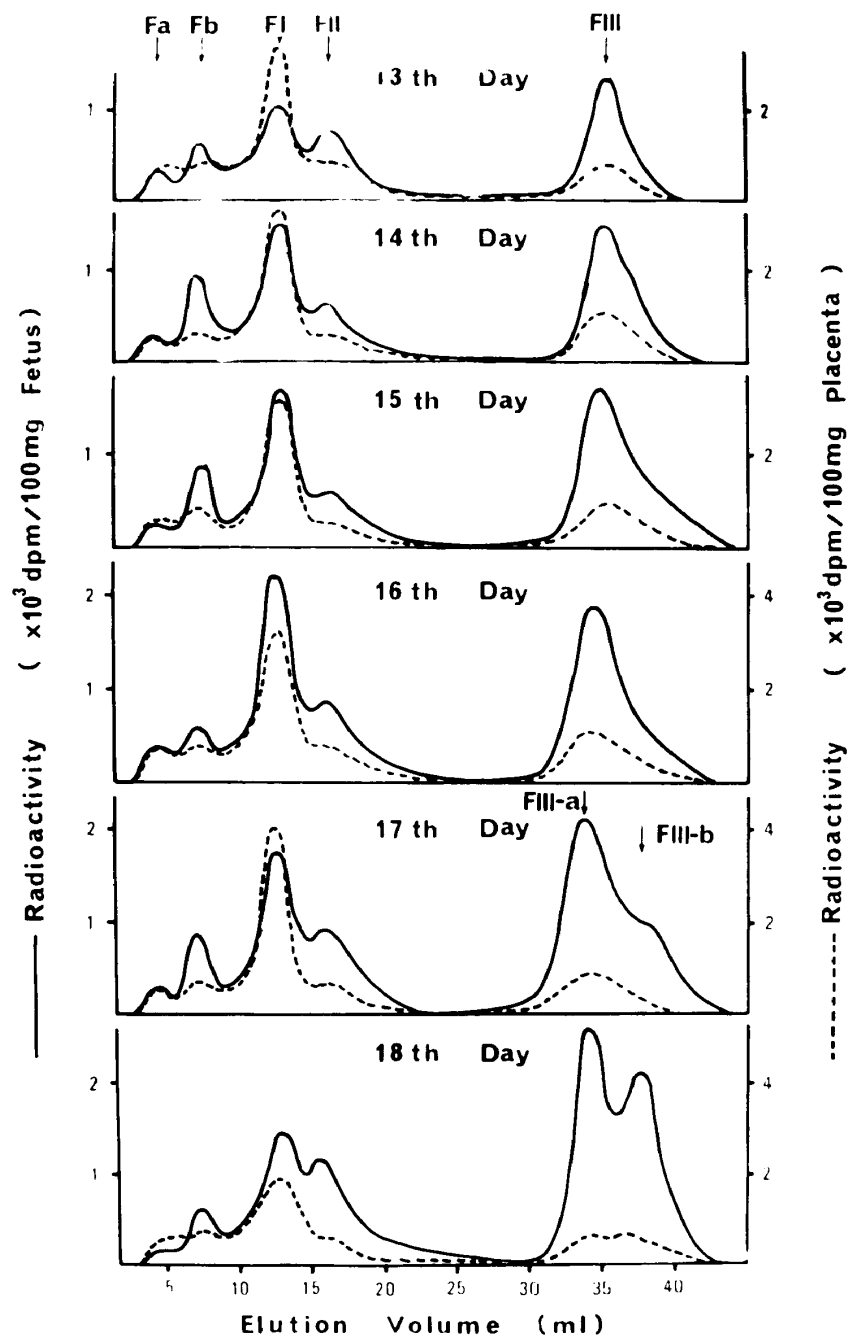 Fa Fb FI FII FIII
13 th Day
1 2
14 th Day
1 2
15 th Day
1 2
16 th Day
2 4
1 2
FIII-a
17 th Day
FIII-b
2 4
1 2
18 th Day
2 4
1 2
5 10 15 20 25 30 35 40
Elution Volume (ml)
Radioactivity ( x10³dpm/100mg Fetus)
Radioactivity ( x10³dpm/100mg Placenta )